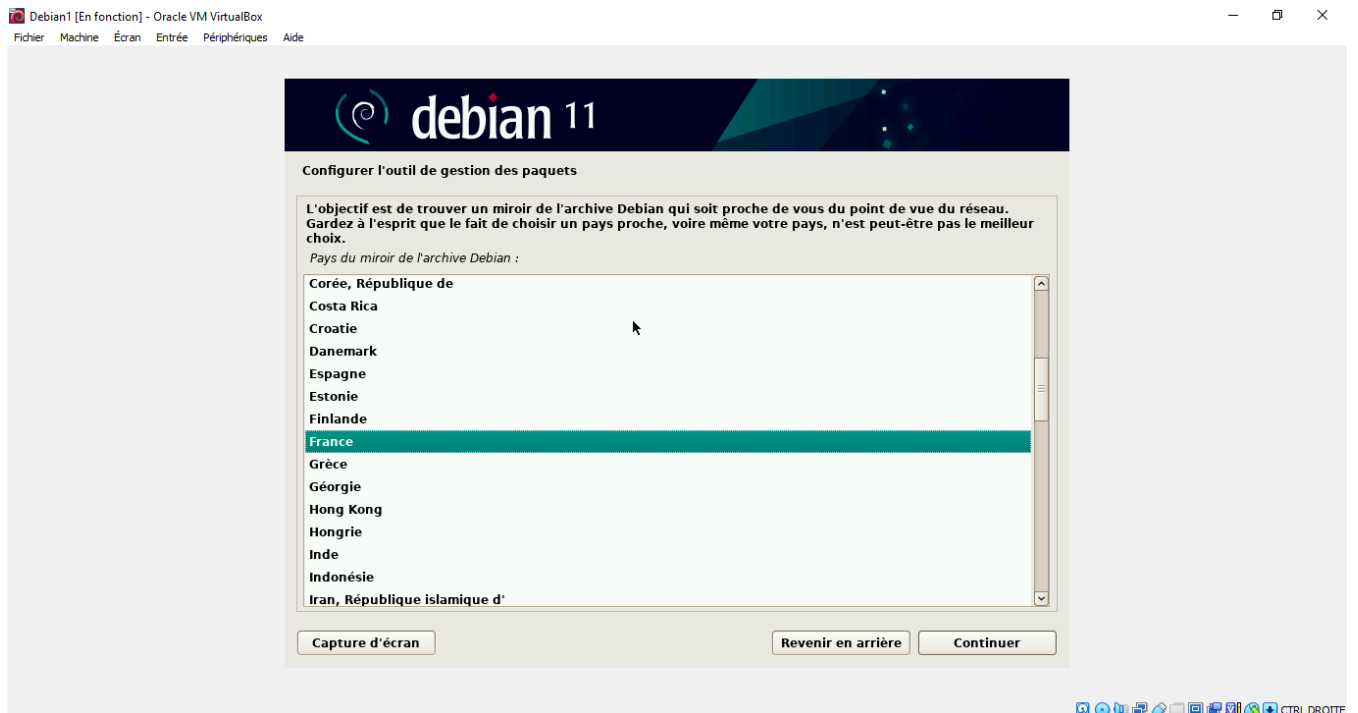 Debian1 [En fonction] - Oracle VM VirtualBox
Fichier Machine Écran Entrée Périphériques Aide
debian 11
Configurer l'outil de gestion des paquets
L'objectif est de trouver un miroir de l'archive Debian qui soit proche de vous du point de vue du réseau.
Gardez à l'esprit que le fait de choisir un pays proche, voire même votre pays, n'est peut-être pas le meilleur
choix.
Pays du miroir de l'archive Debian :
Corée, République de
Costa Rica
Croatie
Danemark
Espagne
Estonie
Finlande
France
Grèce
Géorgie
Hong Kong
Hongrie
Inde
Indonésie
Iran, République islamique d'
Capture d'écran Revenir en arrière Continuer
CTRL DROITE